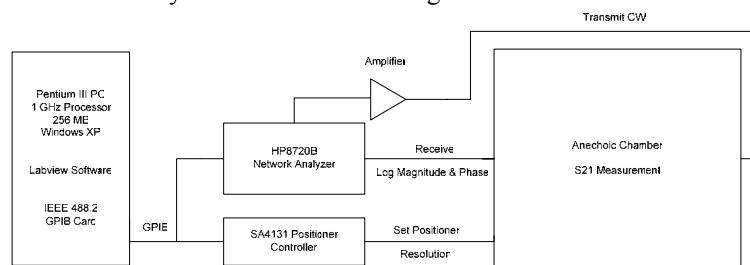 Transmit CW
Amplifier
Pentium III PC
1 GHz Processor
256 ME
Windows XP
Labview Software
IEEE 488.2
GPIB Carc
GPIE
HP8720B
Network Analyzer
SA4131 Positioner
Controller
Receive
Log Magnitude & Phase
Set Positioner
Resolution
Anechoic Chamber
S21 Measurement